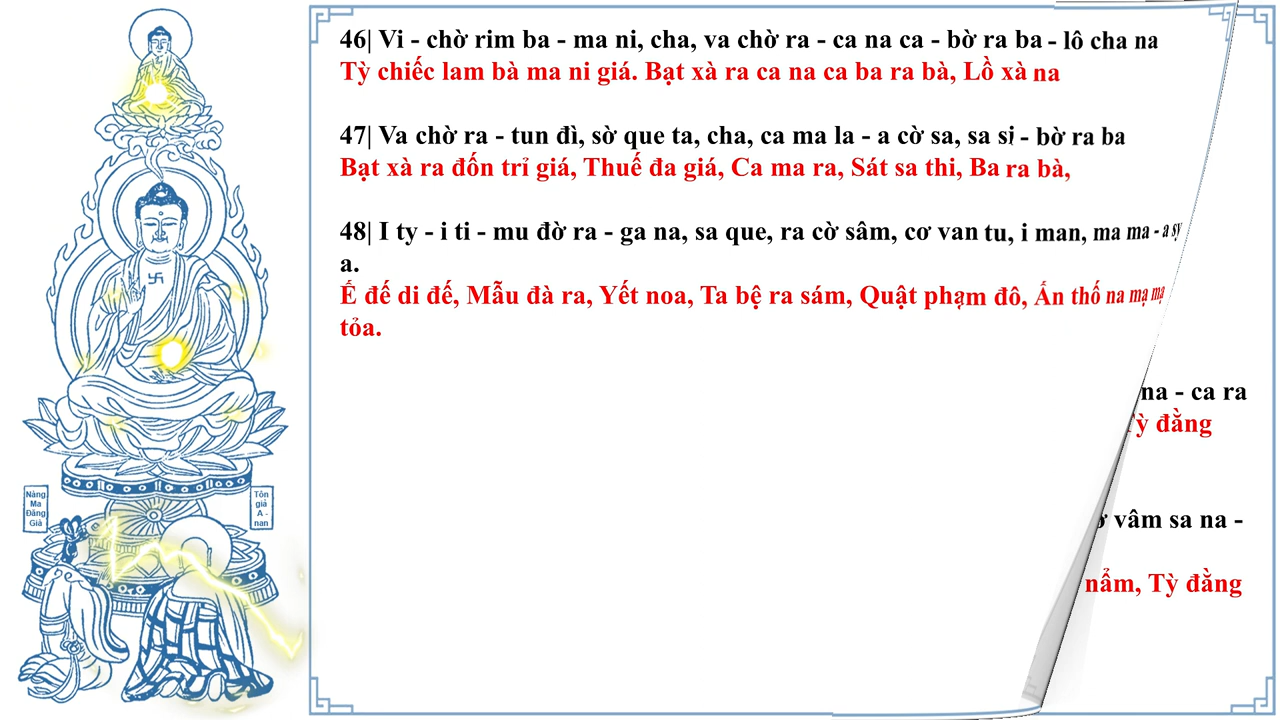 46| Vi - chờ rim ba - ma ni, cha, va chờ ra - ca na ca - bờ ra ba - lô cha na
Tỳ chiếc lam bà ma ni giá. Bạt xà ra ca na ca ba ra bà, Lồ xà na
47| Va chờ ra - tun đì, sờ que ta, cha, ca ma la - a cờ sa, sa si - bờ ra ba
Bạt xà ra đốn trỉ giá, Thuế đa giá, Ca ma ra, Sát sa thi, Ba ra bà,
48| I ty - i ti - mu đờ ra - ga na, sa que, ra cờ sâm, cơ van tu, i man, ma ma - a sy
a.
Ế đế di đế, Mẫu đà ra, Yết noa, Ta bệ ra sám, Quật phạm đô, Ấn thố na mạ mạ
tỏa.
na - ca ra
Tỳ đằng
vâm sa na -
nẩm, Tỳ đằng
Nàng
Ma
Đăng
Già
Tôn
giả
A -
nan